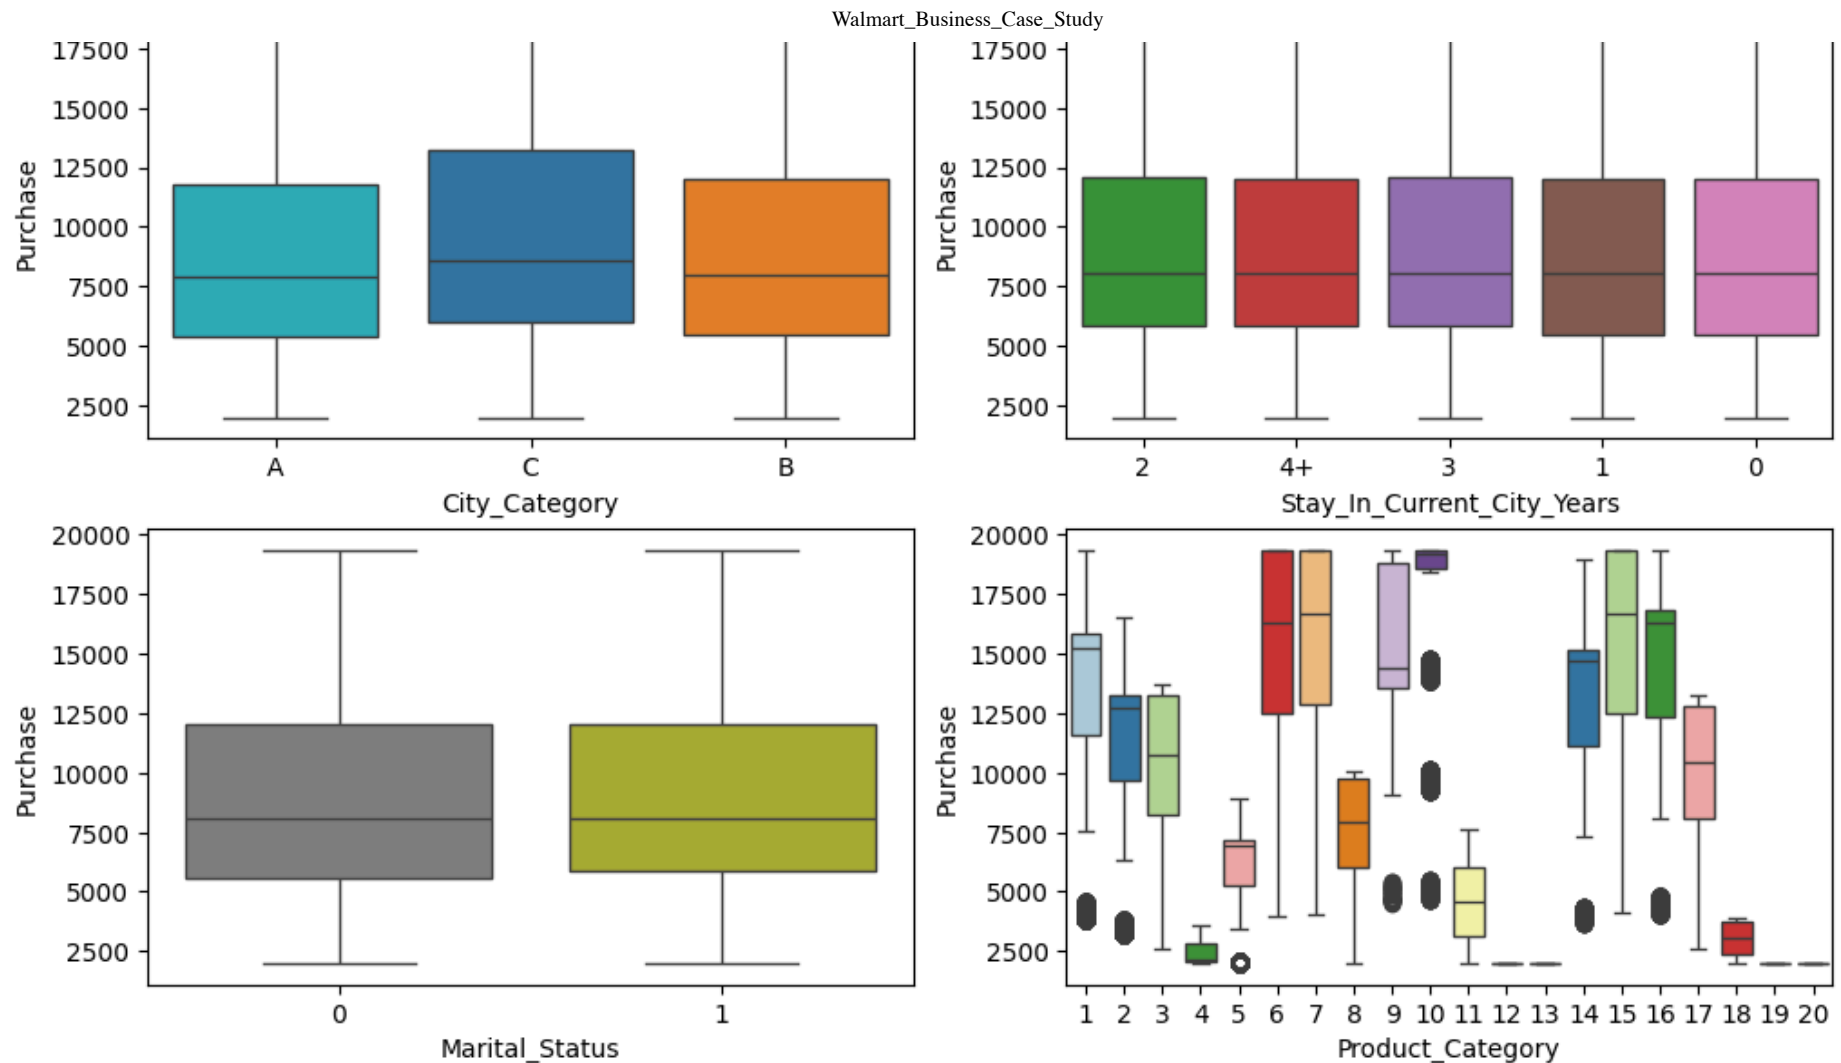 Walmart_Business_Case_Study
17500
15000
12500
10000
7500
5000
2500
Purchase
A C B
City_Category
17500
15000
12500
10000
7500
5000
2500
Purchase
2 4+ 3 1 0
Stay_In_Current_City_Years
20000
17500
15000
12500
10000
7500
5000
2500
Purchase
0 1
Marital_Status
20000
17500
15000
12500
10000
7500
5000
2500
Purchase
1 2 3 4 5 6 7 8 9 10 11 12 13 14 15 16 17 18 19 20
Product_Category